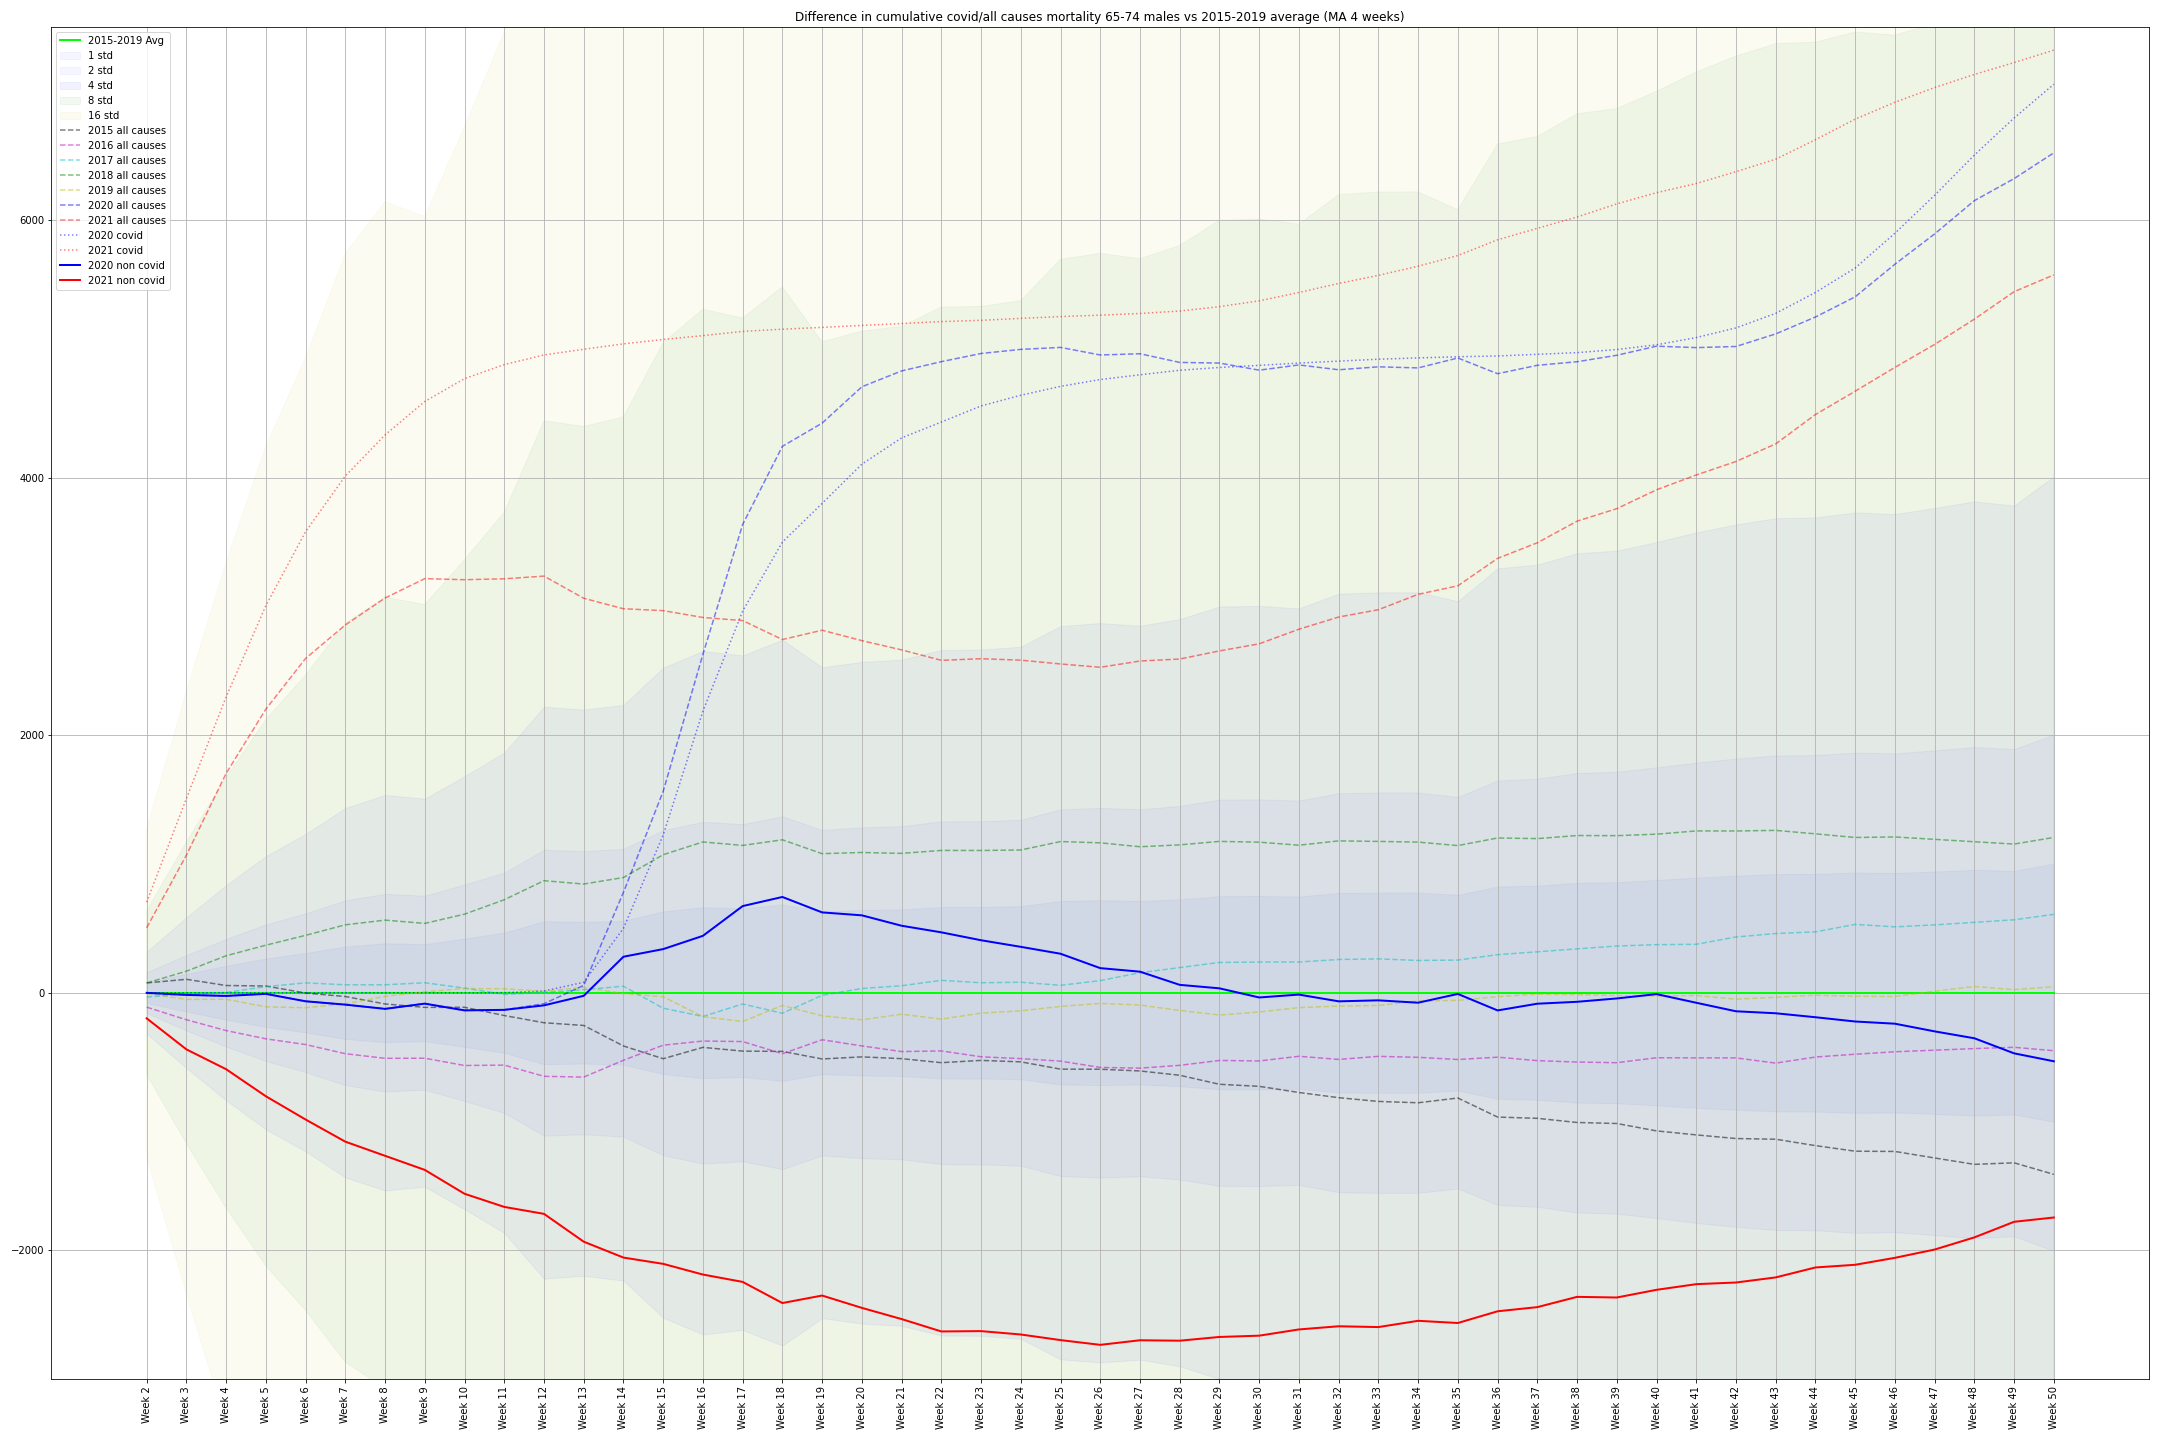 Difference in cumulative covid/all causes mortality 65-74 males vs 2015-2019 average (MA 4 weeks)
2015-2019 Avg
1 std
2 std
4 std
8 std
16 std
2015 all causes
2016 all causes
2017 all causes
2018 all causes
2019 all causes
2020 all causes
2021 all causes
2020 covid
2021 covid
2020 non covid
2021 non covid
6000
4000
2000
0
−2000
Week 2
Week 3
Week 4
Week 5
Week 6
Week 7
Week 8
Week 9
Week 10
Week 11
Week 12
Week 13
Week 14
Week 15
Week 16
Week 17
Week 18
Week 19
Week 20
Week 21
Week 22
Week 23
Week 24
Week 25
Week 26
Week 27
Week 28
Week 29
Week 30
Week 31
Week 32
Week 33
Week 34
Week 35
Week 36
Week 37
Week 38
Week 39
Week 40
Week 41
Week 42
Week 43
Week 44
Week 45
Week 46
Week 47
Week 48
Week 49
Week 50